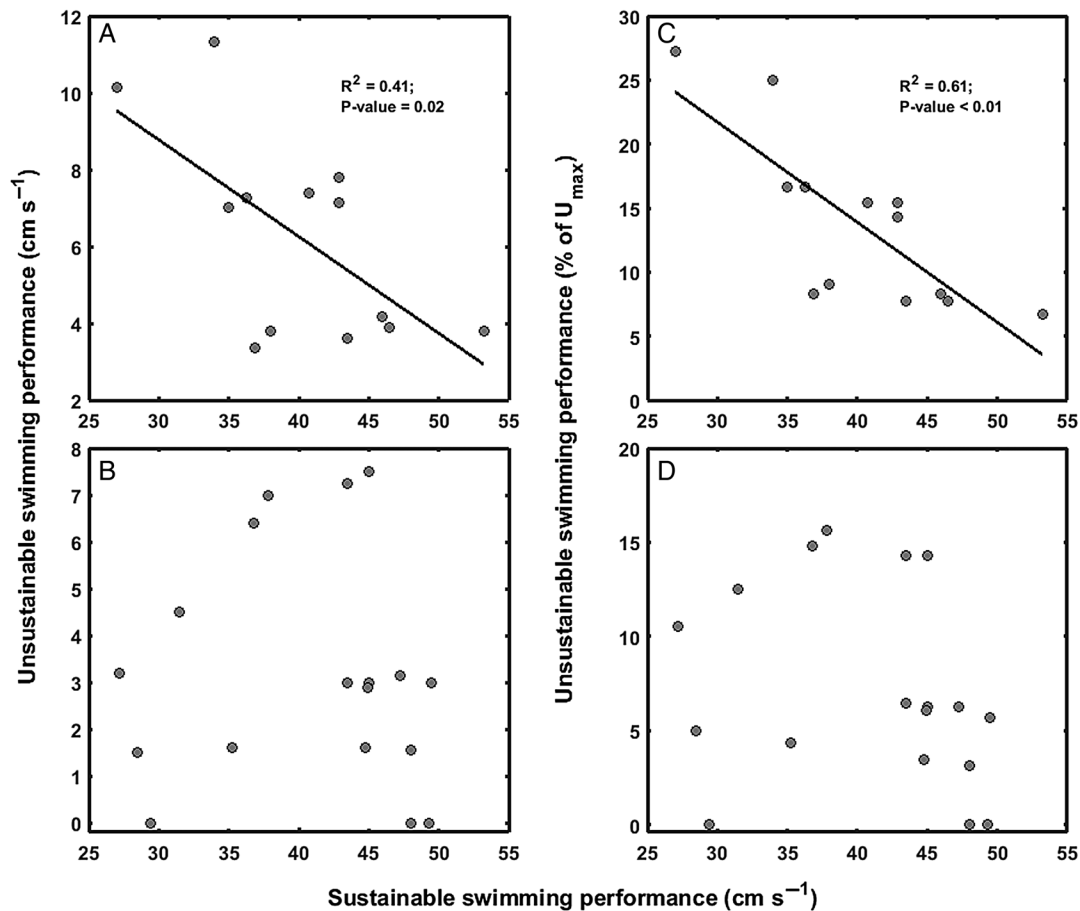 A
R² = 0.41;
P-value = 0.02
12
10
8
6
4
2
25 30 35 40 45 50 55
C
R² = 0.61;
P-value < 0.01
30
25
20
15
10
5
0
25 30 35 40 45 50 55
B
8
7
6
5
4
3
2
1
0
25 30 35 40 45 50 55
D
20
15
10
5
0
25 30 35 40 45 50 55
Unsustainable swimming performance (cm s⁻¹)
Unsustainable swimming performance (% of Umax)
Sustainable swimming performance (cm s⁻¹)